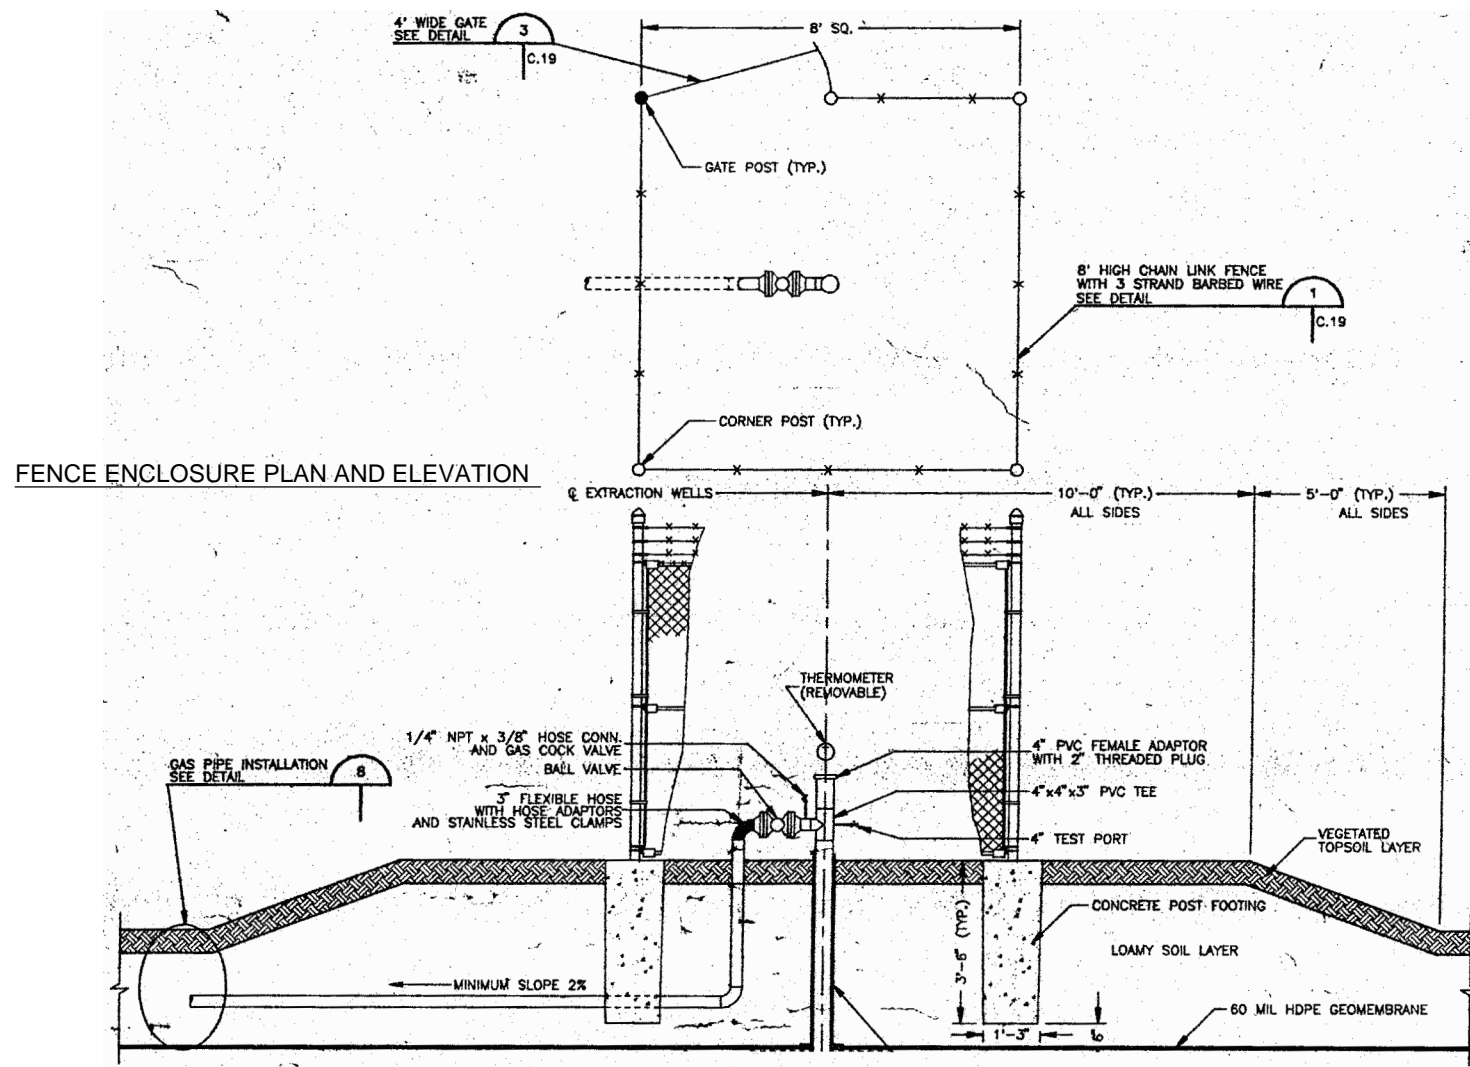 4' WIDE GATE
SEE DETAIL
3
C.19
8' SQ.
GATE POST (TYP.)
8' HIGH CHAIN LINK FENCE
WITH 3 STRAND BARBED WIRE
SEE DETAIL
1
C.19
CORNER POST (TYP.)
FENCE ENCLOSURE PLAN AND ELEVATION
℄ EXTRACTION WELLS
10'-0" (TYP.)
ALL SIDES
5'-0" (TYP.)
ALL SIDES
THERMOMETER
(REMOVABLE)
1/4" NPT x 3/8" HOSE CONN.
AND GAS COCK VALVE
BALL VALVE
3" FLEXIBLE HOSE
WITH HOSE ADAPTORS
AND STAINLESS STEEL CLAMPS
4" PVC FEMALE ADAPTOR
WITH 2" THREADED PLUG
4"x4"x3" PVC TEE
4" TEST PORT
GAS PIPE INSTALLATION
SEE DETAIL
8
VEGETATED
TOPSOIL LAYER
CONCRETE POST FOOTING
3'-6" (TYP.)
LOAMY SOIL LAYER
MINIMUM SLOPE 2%
60 MIL HDPE GEOMEMBRANE
1'-3"
6"